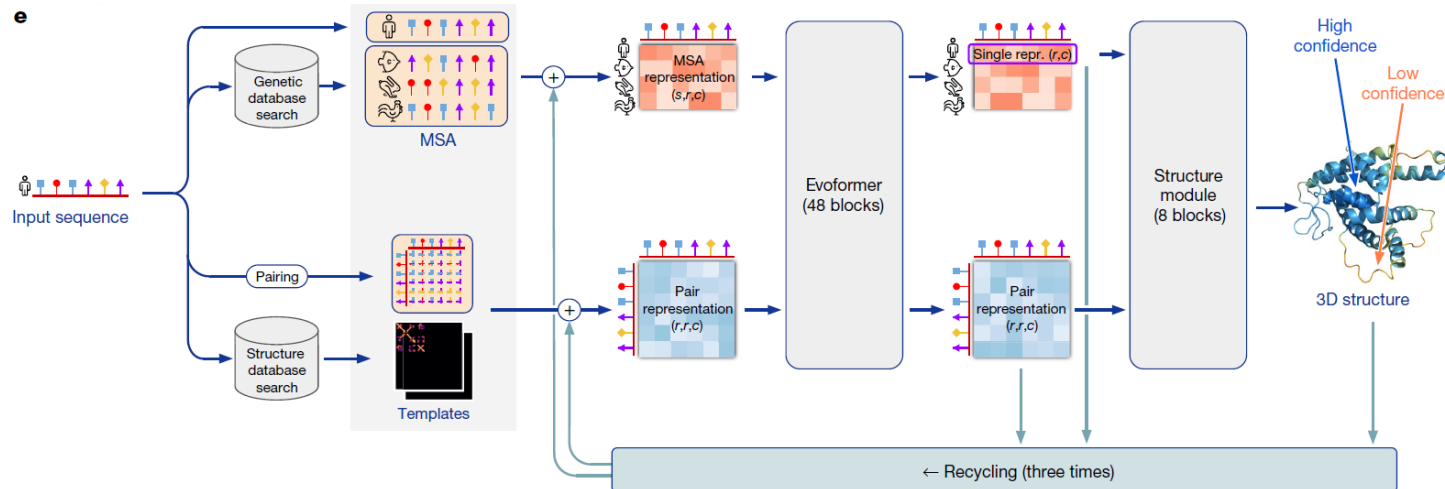 e
Genetic
database
search
MSA
Input sequence
Pairing
Structure
database
search
Templates
+
+
MSA
representation
(s,r,c)
Pair
representation
(r,r,c)
Evoformer
(48 blocks)
Single repr. (r,c)
Pair
representation
(r,r,c)
Structure
module
(8 blocks)
High
confidence
Low
confidence
3D structure
← Recycling (three times)